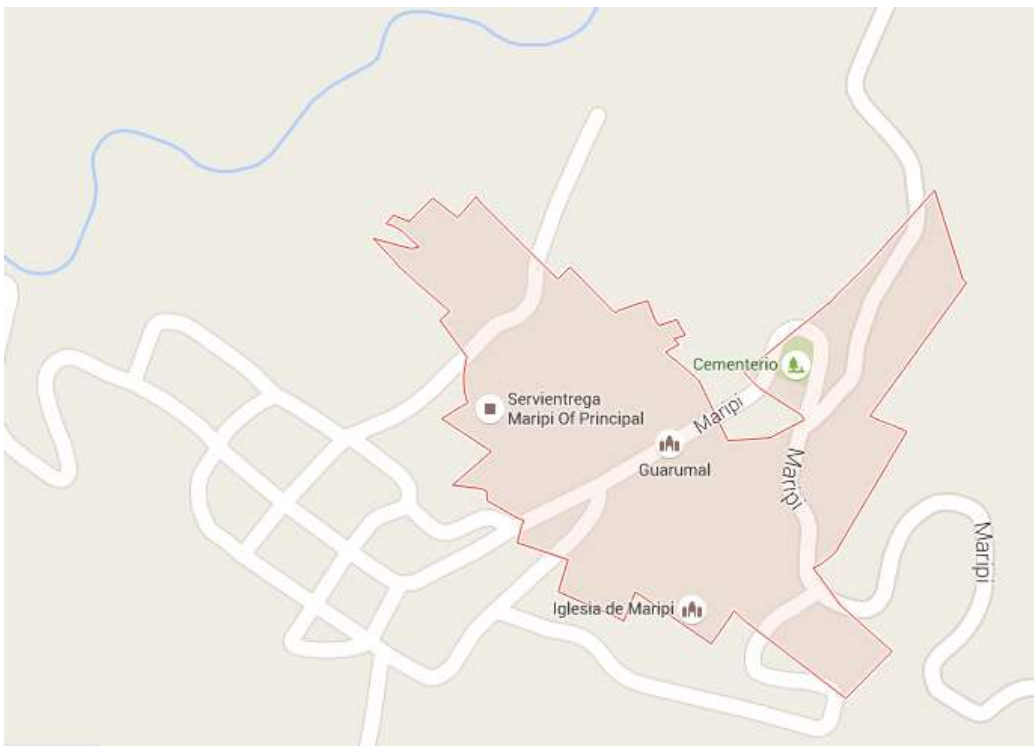 Cementerio
Servientrega
Maripi Of Principal
Maripi
Guarumal
Maripi
Maripi
Iglesia de Maripi